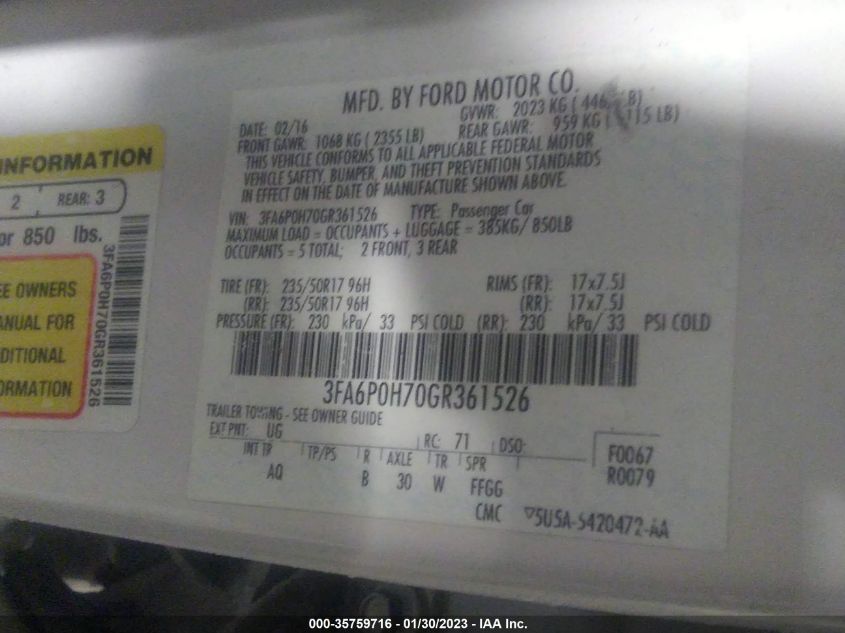 MFD. BY FORD MOTOR CO.
DATE: 02/16 GVWR: 2023 KG ( LB)
FRONT GAWR: 1068 KG ( 2355 LB) REAR GAWR: 959 KG ( LB)
THIS VEHICLE CONFORMS TO ALL APPLICABLE FEDERAL MOTOR
VEHICLE SAFETY, BUMPER, AND THEFT PREVENTION STANDARDS
IN EFFECT ON THE DATE OF MANUFACTURE SHOWN ABOVE.
VIN: 3FA6P0H70GR361526 TYPE: Passenger Car
MAXIMUM LOAD = OCCUPANTS + LUGGAGE = 385KG/ 850LB
OCCUPANTS = 5 TOTAL; 2 FRONT, 3 REAR
TIRE (FR): 235/50R17 96H RIMS (FR): 17x7.5J
(RR): 235/50R17 96H (RR): 17x7.5J
PRESSURE (FR): 230 kPa/ 33 PSI COLD (RR): 230 kPa/ 33 PSI COLD
3FA6P0H70GR361526
TRAILER TOWING - SEE OWNER GUIDE
EXT PNT: UG RC: 71 DSO:
INT TR TP/PS R AXLE TR SPR
AQ B 30 W FFGG
F0067
R0079
CMC ▽5U5A-5420472-AA
INFORMATION
2 REAR: 3
or 850 lbs.
3FA6P0H70GR361526
EE OWNERS
ANUAL FOR
DITIONAL
ORMATION
000-35759716 - 01/30/2023 - IAA Inc.